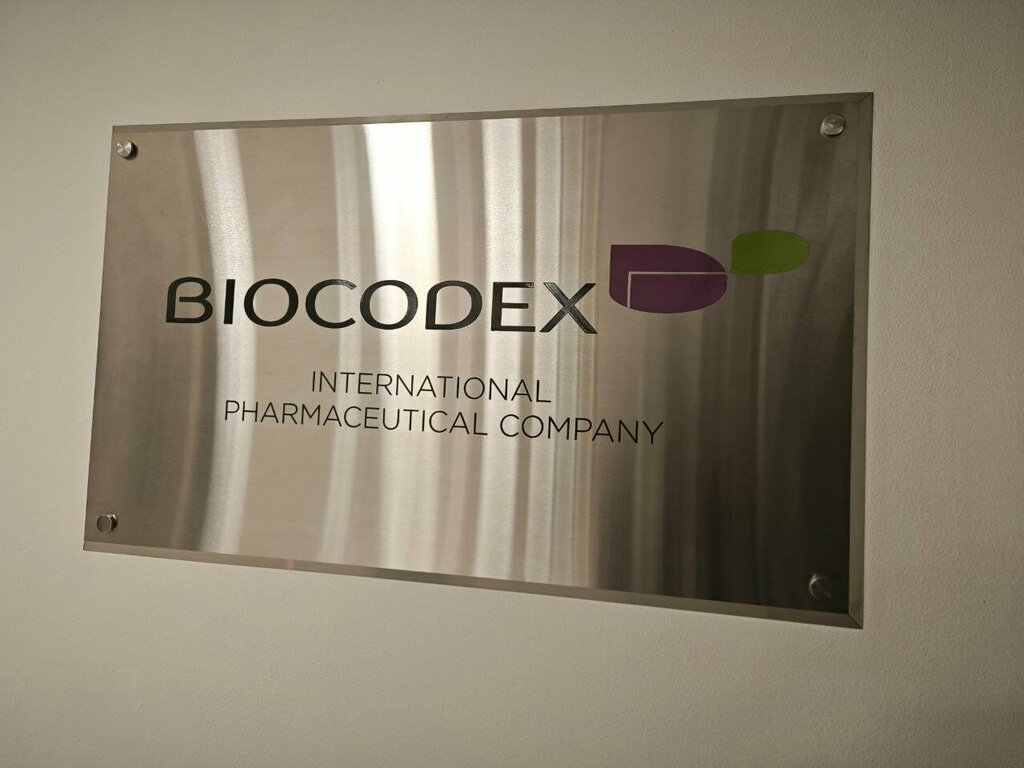 BIOCODEX
INTERNATIONAL
PHARMACEUTICAL COMPANY